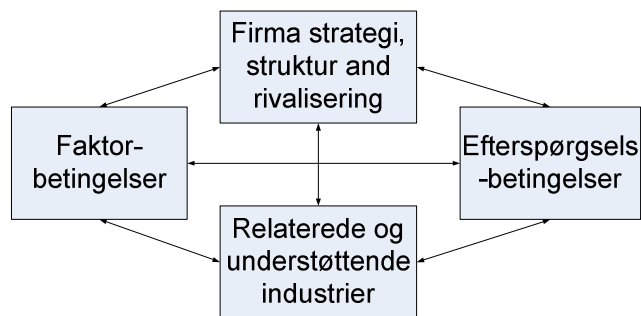 Firma strategi,
struktur and
rivalisering
Faktor-
betingelser
Efterspørgsels
-betingelser
Relaterede og
understøttende
industrier